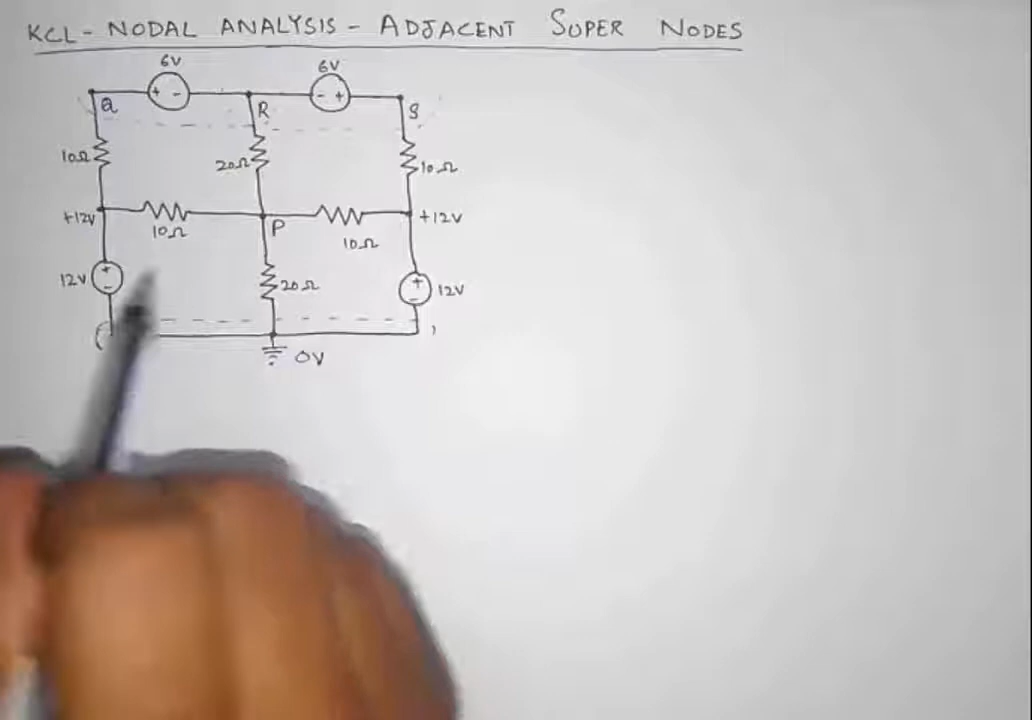 KCL - NODAL ANALYSIS - ADJACENT SUPER NODES
6V 6V
+ - - +
Q R S
10Ω 20Ω 10Ω
+12V P +12V
10Ω 10Ω
12V + - 20Ω + - 12V
0V